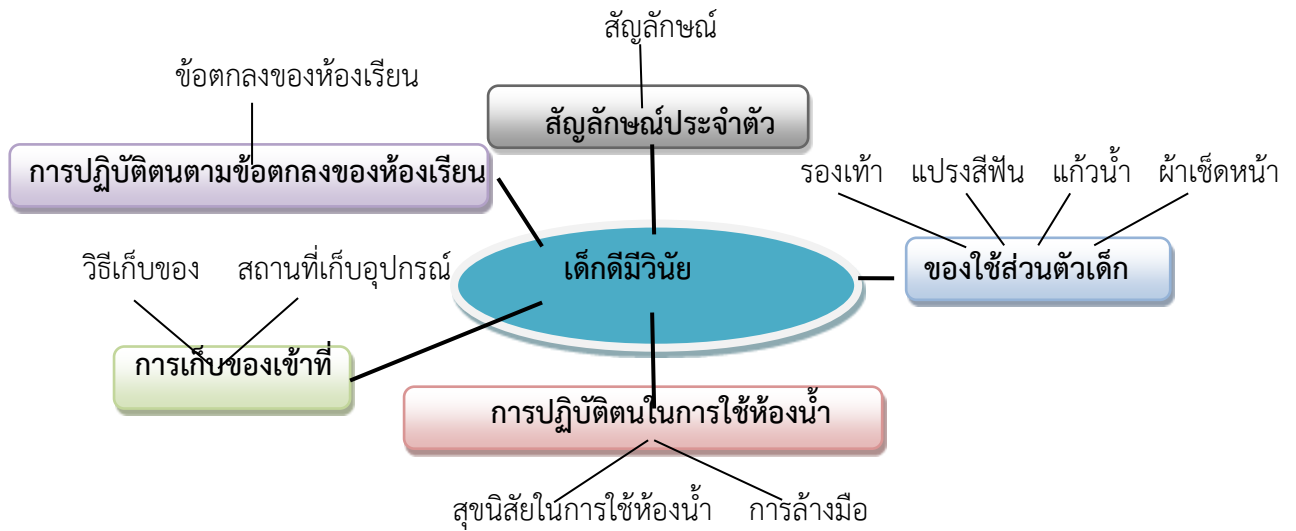 สัญลักษณ์
ข้อตกลงของห้องเรียน
สัญลักษณ์ประจำตัว
การปฏิบัติตนตามข้อตกลงของห้องเรียน
รองเท้า แปรงสีฟัน แก้วน้ำ ผ้าเช็ดหน้า
วิธีเก็บของ สถานที่เก็บอุปกรณ์
เด็กดีมีวินัย
ของใช้ส่วนตัวเด็ก
การเก็บของเข้าที่
การปฏิบัติตนในการใช้ห้องน้ำ
สุขนิสัยในการใช้ห้องน้ำ การล้างมือ